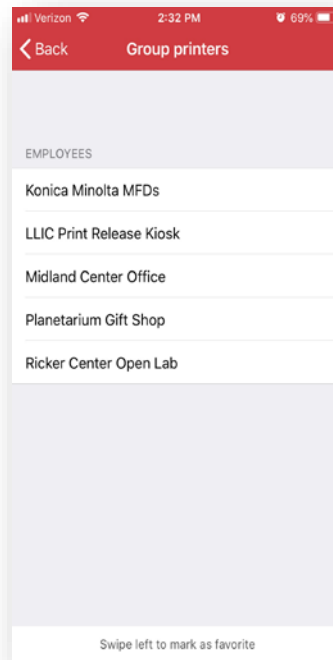 Verizon 2:32 PM 69%
Back Group printers
EMPLOYEES
Konica Minolta MFDs
LLIC Print Release Kiosk
Midland Center Office
Planetarium Gift Shop
Ricker Center Open Lab
Swipe left to mark as favorite